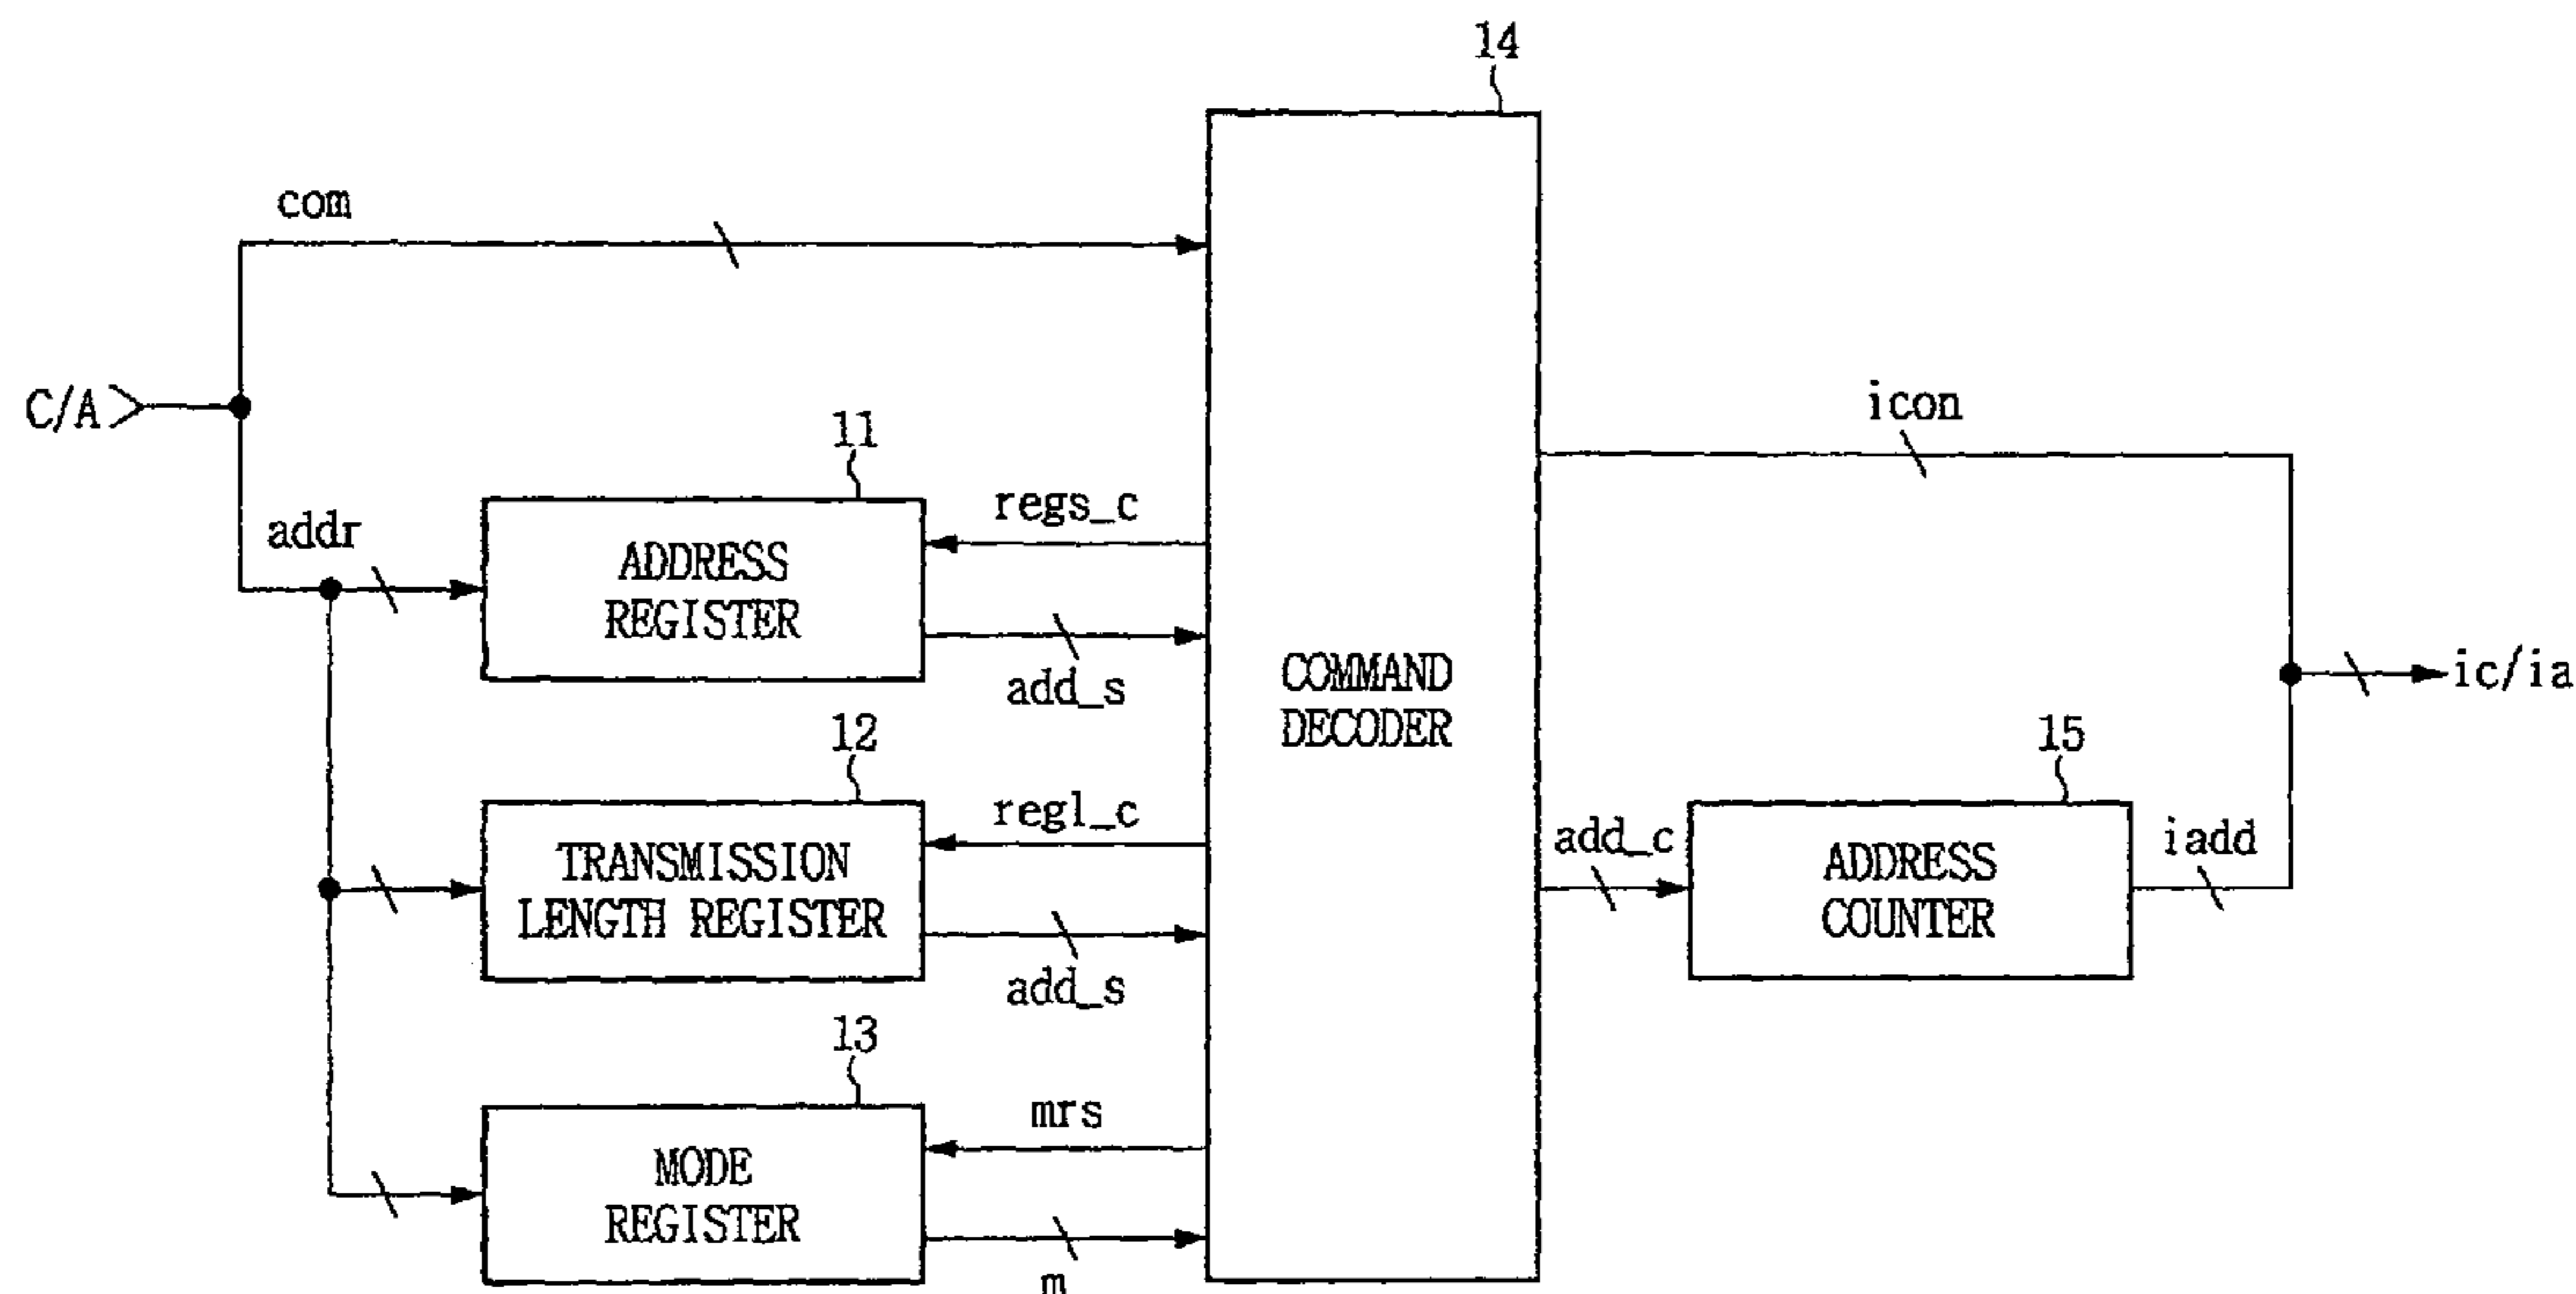 14
com
C/A
icon
11
addr
regs_c
ADDRESS
REGISTER
add_s
COMMAND
DECODER
ic/ia
12
15
regl_c
TRANSMISSION
LENGTH REGISTER
add_s
add_c
ADDRESS
COUNTER
iadd
13
mrs
MODE
REGISTER
m